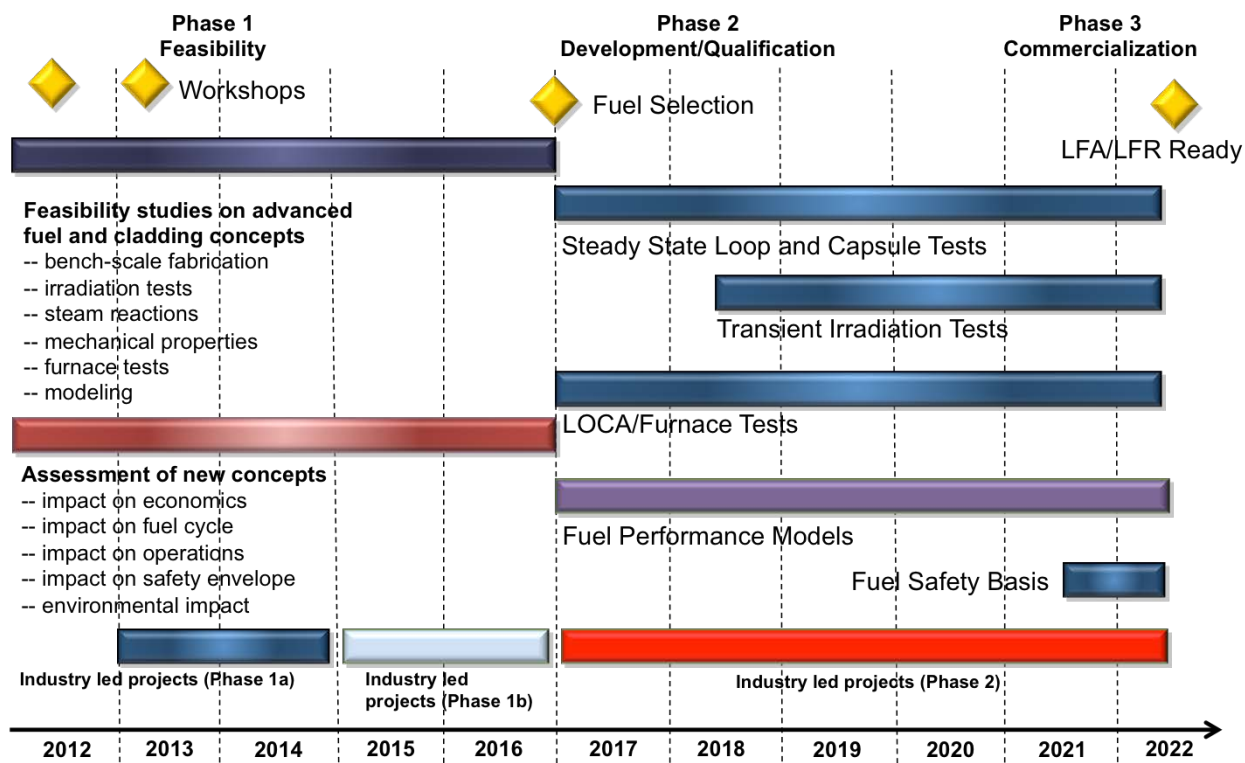 Phase 1
Feasibility
Phase 2
Development/Qualification
Phase 3
Commercialization
Workshops
Fuel Selection
LFA/LFR Ready
Feasibility studies on advanced
fuel and cladding concepts
-- bench-scale fabrication
-- irradiation tests
-- steam reactions
-- mechanical properties
-- furnace tests
-- modeling
Steady State Loop and Capsule Tests
Transient Irradiation Tests
LOCA/Furnace Tests
Assessment of new concepts
-- impact on economics
-- impact on fuel cycle
-- impact on operations
-- impact on safety envelope
-- environmental impact
Fuel Performance Models
Fuel Safety Basis
Industry led projects (Phase 1a)
Industry led
projects (Phase 1b)
Industry led projects (Phase 2)
2012 2013 2014 2015 2016 2017 2018 2019 2020 2021 2022